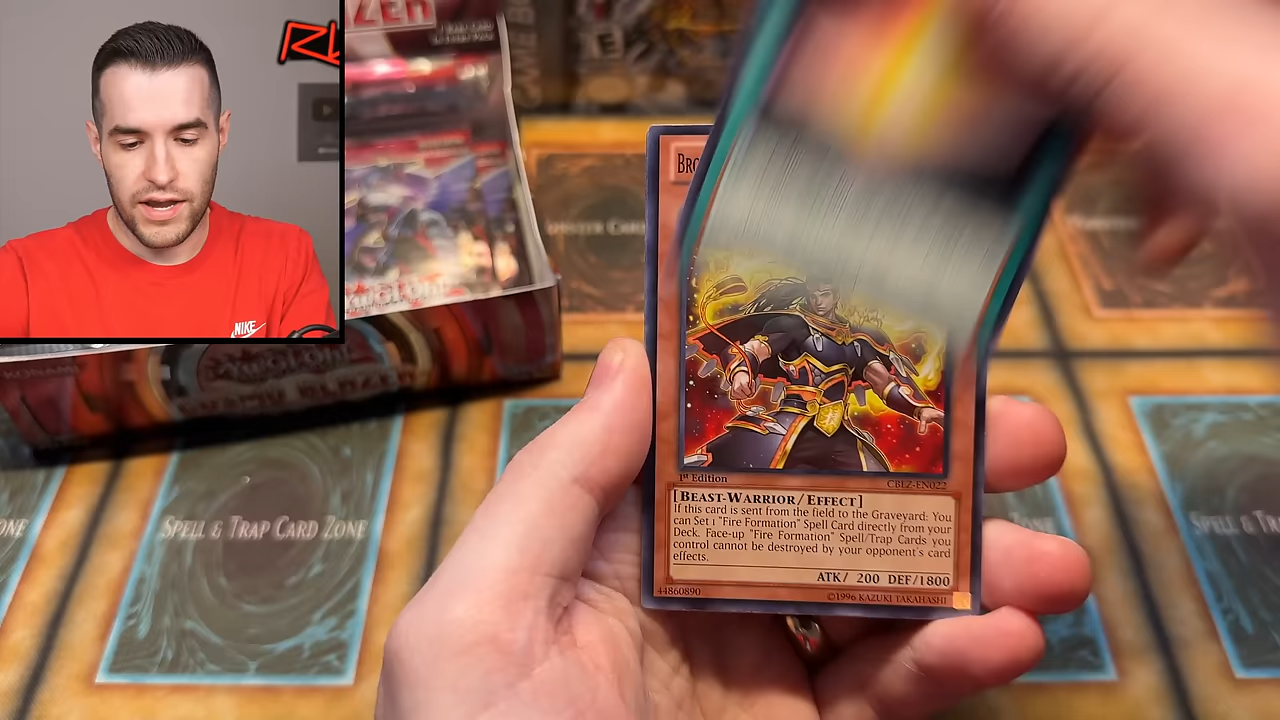 NIKE
KONAMI
COSMO BLAZER
SPELL & TRAP CARD ZONE
BRO
1st Edition
CBLZ-EN022
[BEAST-WARRIOR/EFFECT]
If this card is sent from the field to the Graveyard: You
can Set 1 "Fire Formation" Spell Card directly from your
Deck. Face-up "Fire Formation" Spell/Trap Cards you
control cannot be destroyed by your opponent's card
effects.
ATK/ 200 DEF/1800
44860890
©1996 KAZUKI TAKAHASHI